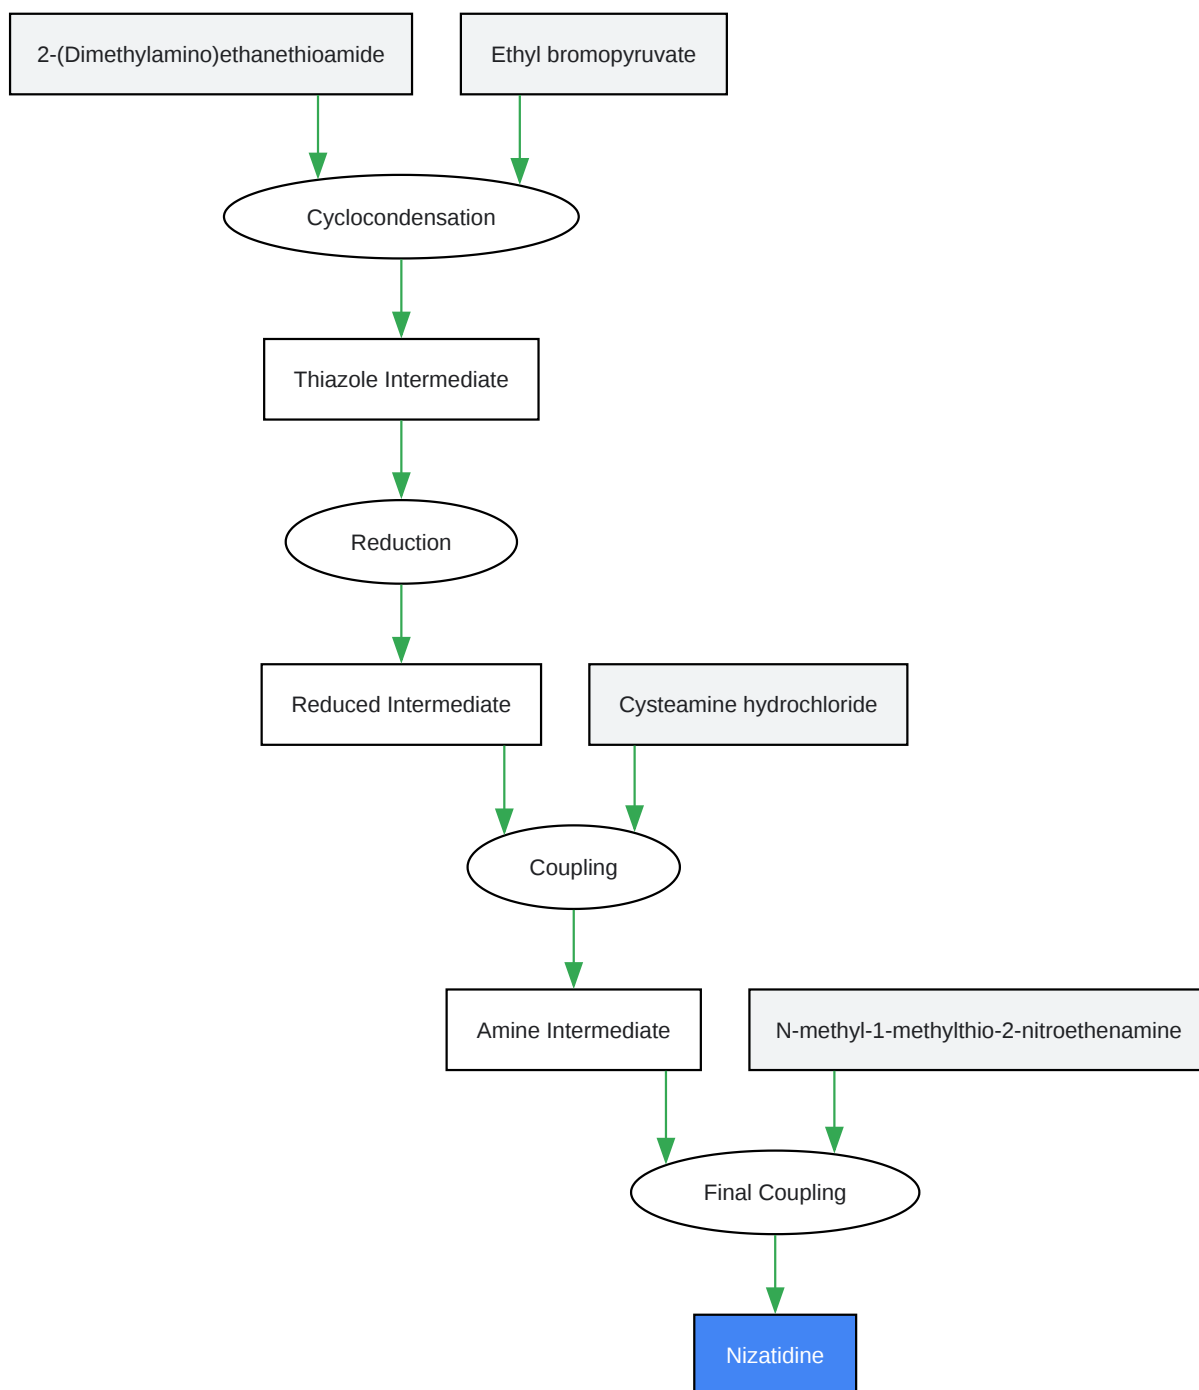 2-(Dimethylamino)ethanethioamide
Ethyl bromopyruvate
Cyclocondensation
Thiazole Intermediate
Reduction
Reduced Intermediate
Cysteamine hydrochloride
Coupling
Amine Intermediate
N-methyl-1-methylthio-2-nitroethenamine
Final Coupling
Nizatidine